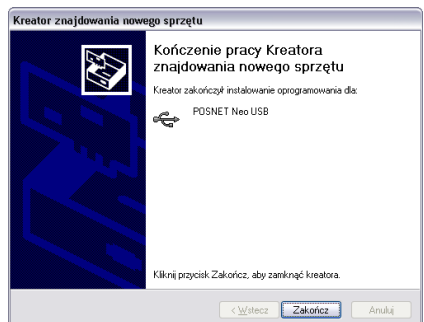 Kreator znajdowania nowego sprzętu
Kończenie pracy Kreatora
znajdowania nowego sprzętu
Kreator zakończył instalowanie oprogramowania dla:
POSNET Neo USB
Kliknij przycisk Zakończ, aby zamknąć kreatora.
< Wstecz Zakończ Anuluj